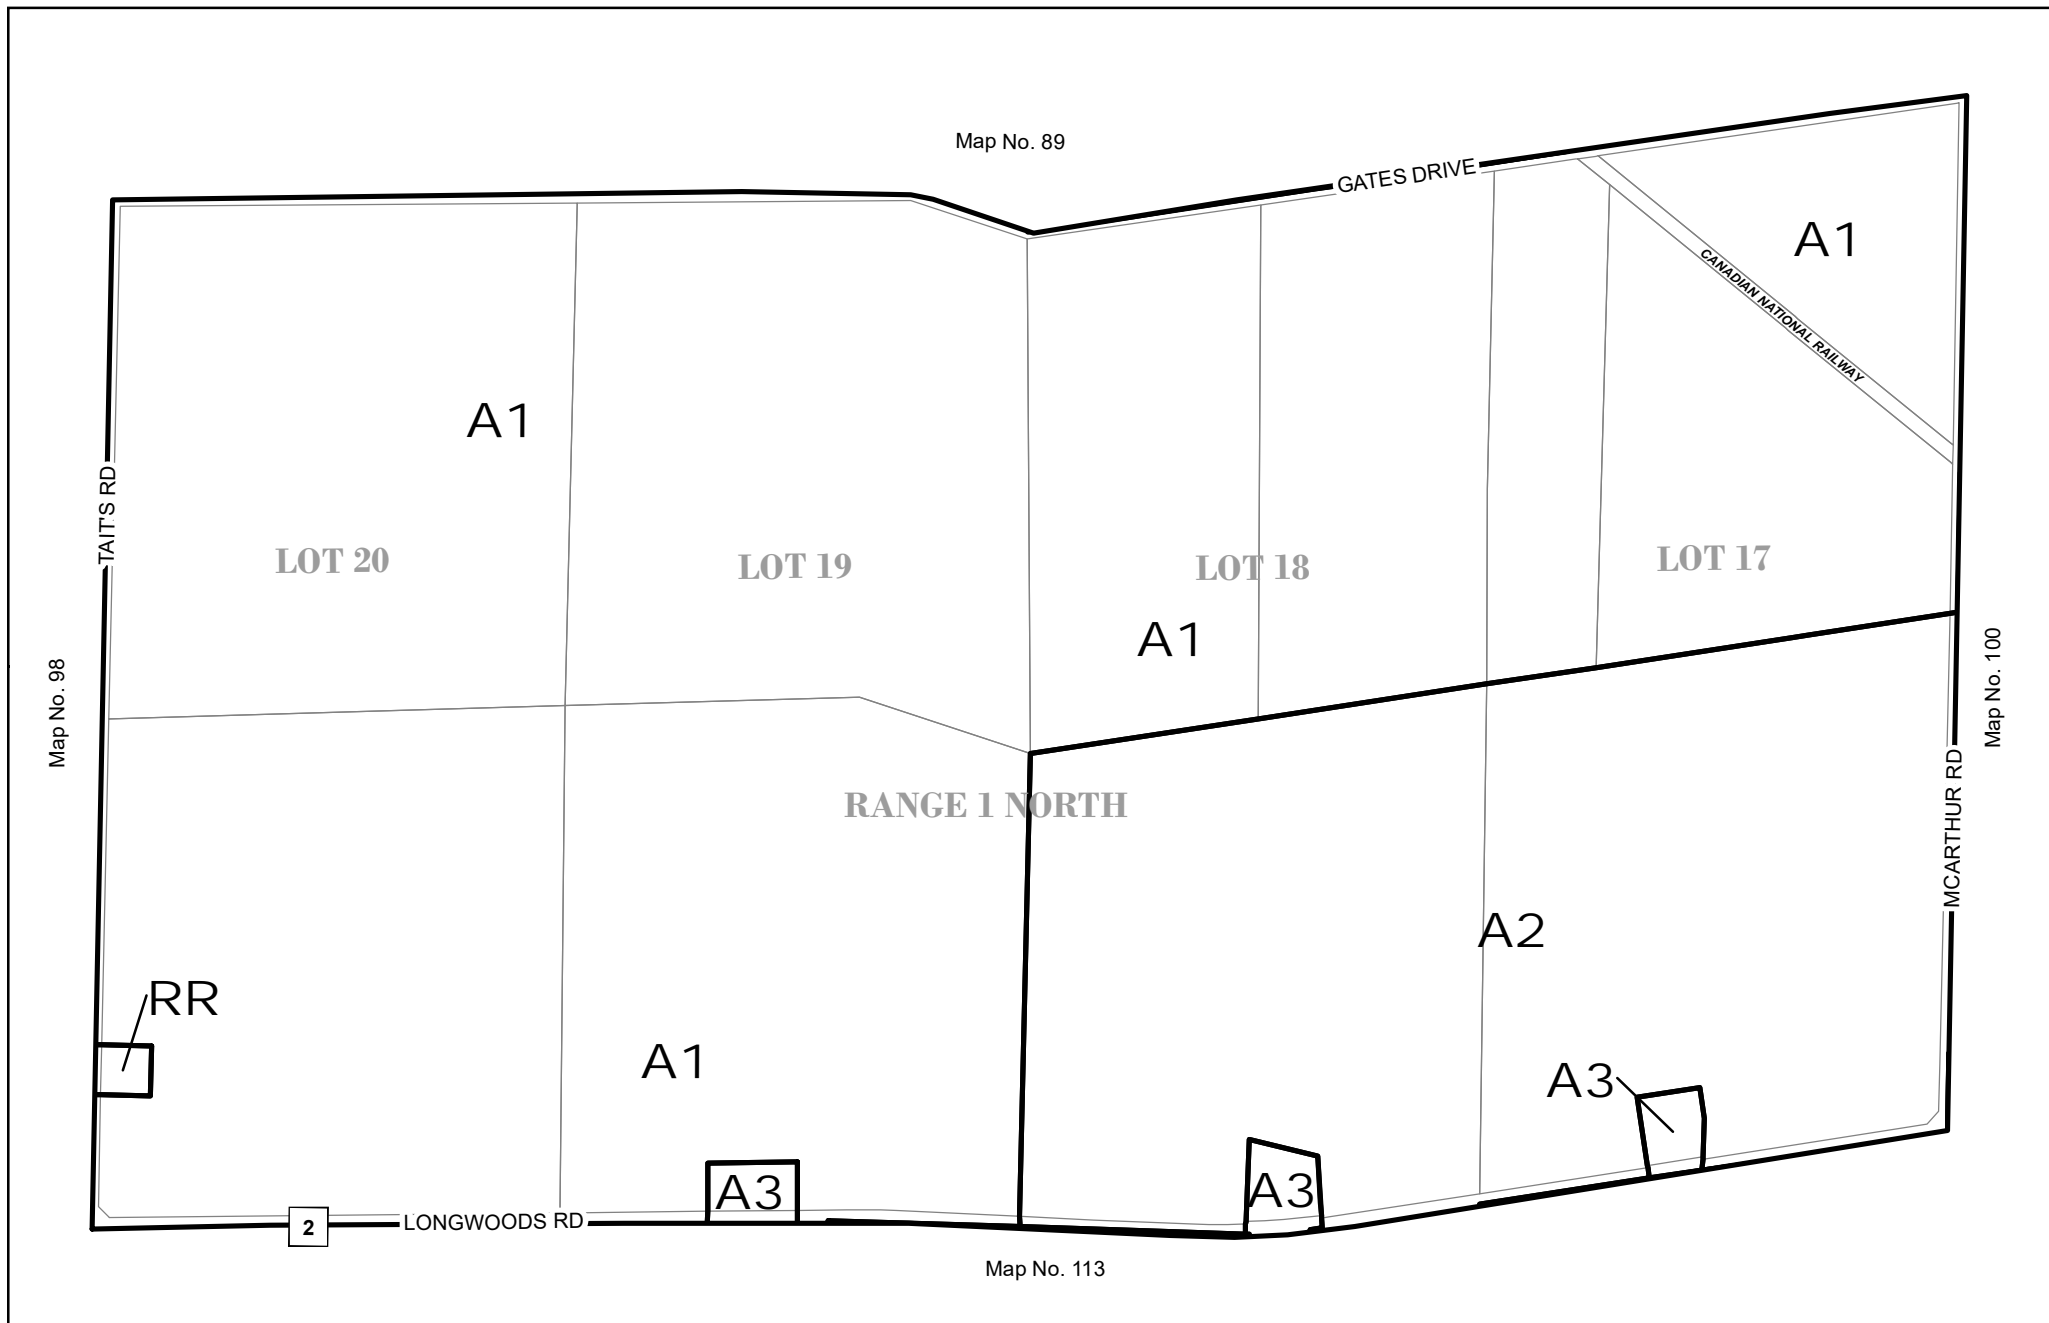 Map No. 89
GATES DRIVE
A1
CANADIAN NATIONAL RAILWAY
A1
TAIT'S RD
LOT 20
LOT 19
LOT 18
LOT 17
A1
Map No. 98
Map No. 100
RANGE 1 NORTH
MCARTHUR RD
A2
RR
A1
A3
A3
A3
2
LONGWOODS RD
Map No. 113